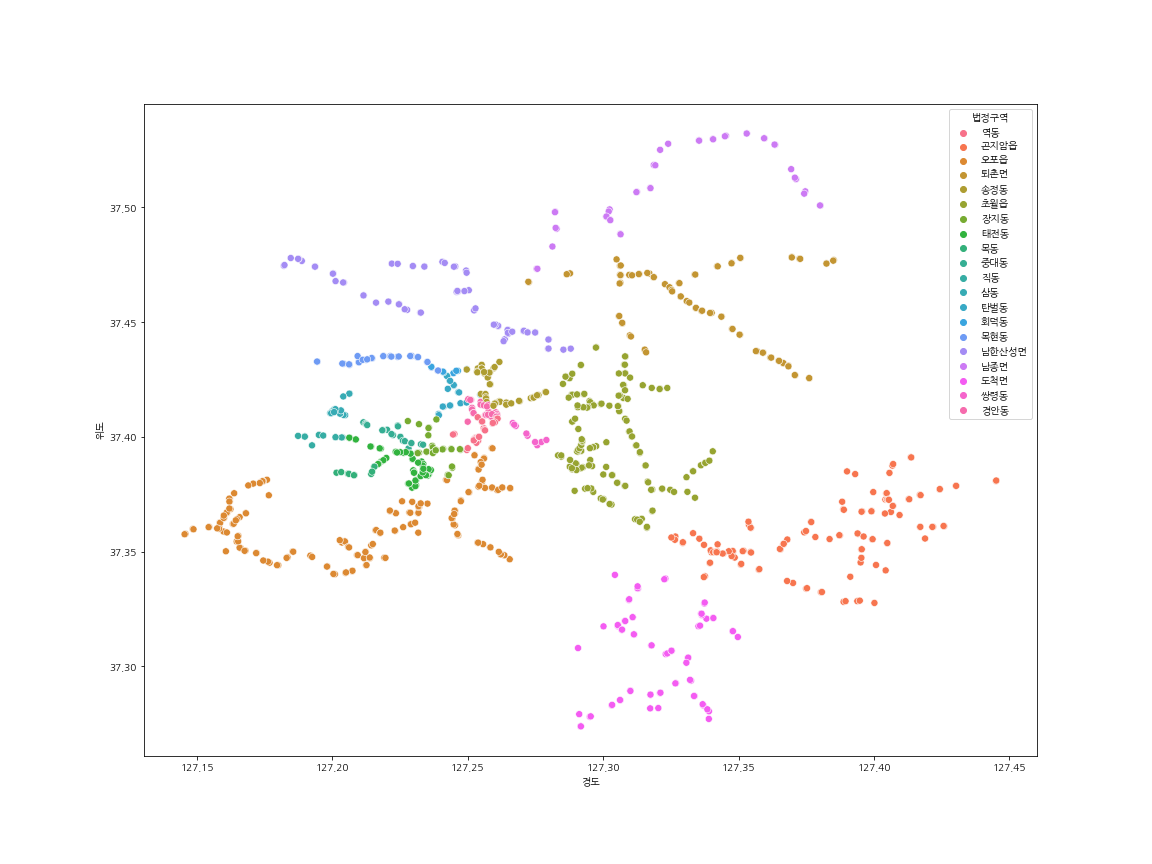 법정구역
역동
곤지암읍
오포읍
퇴촌면
송정동
초월읍
장지동
태전동
목동
중대동
직동
삼동
탄벌동
회덕동
목현동
남한산성면
남종면
도척면
쌍령동
경안동
37.50
37.45
37.40
37.35
37.30
위도
127.15 127.20 127.25 127.30 127.35 127.40 127.45
경도